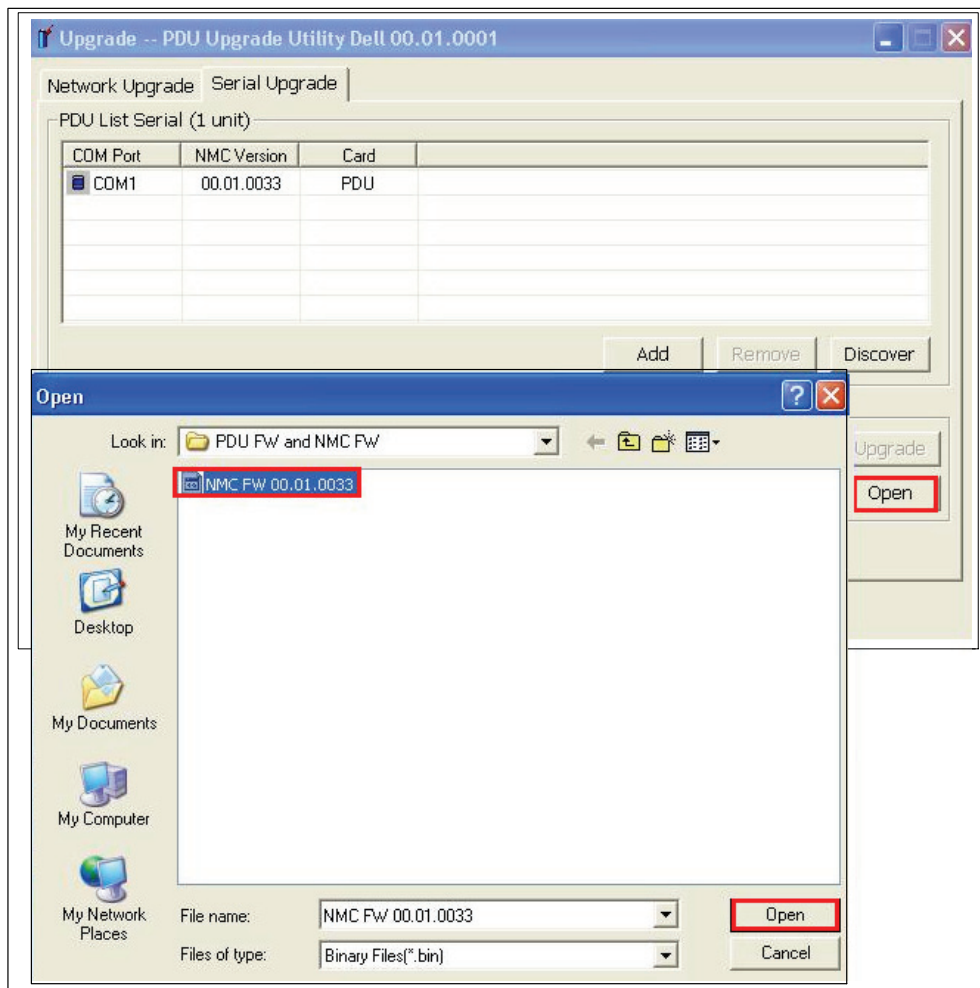 Upgrade -- PDU Upgrade Utility Dell 00.01.0001
Network Upgrade Serial Upgrade
PDU List Serial (1 unit)
COM Port NMC Version Card
COM1 00.01.0033 PDU
Add Remove Discover
Upgrade
Open
Open
Look in: PDU FW and NMC FW
NMC FW 00.01.0033
My Recent
Documents
Desktop
My Documents
My Computer
My Network
Places
File name: NMC FW 00.01.0033 Open
Files of type: Binary Files(*.bin) Cancel